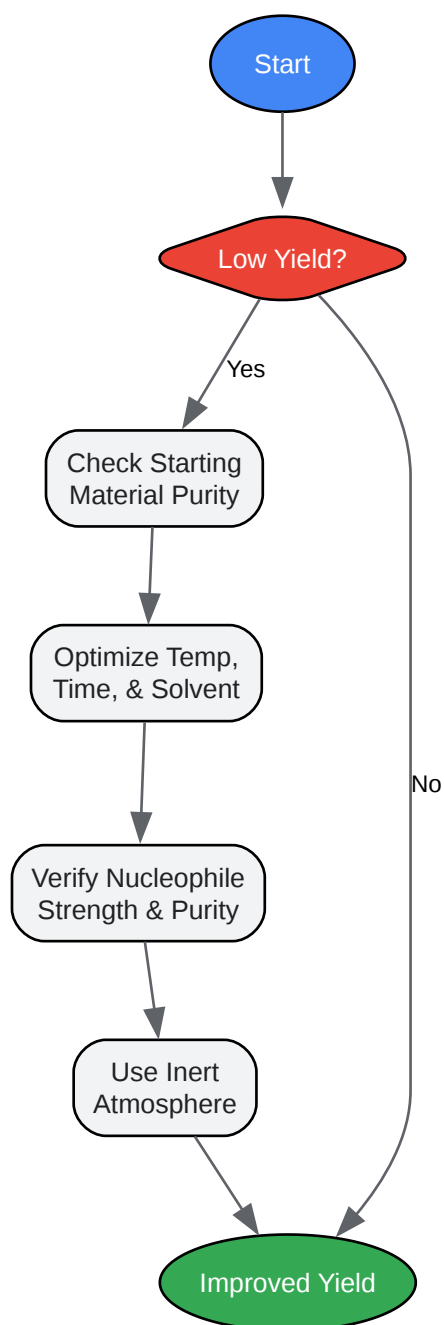 Start
Low Yield?
Yes
Check Starting
Material Purity
Optimize Temp,
Time, & Solvent
No
Verify Nucleophile
Strength & Purity
Use Inert
Atmosphere
Improved Yield